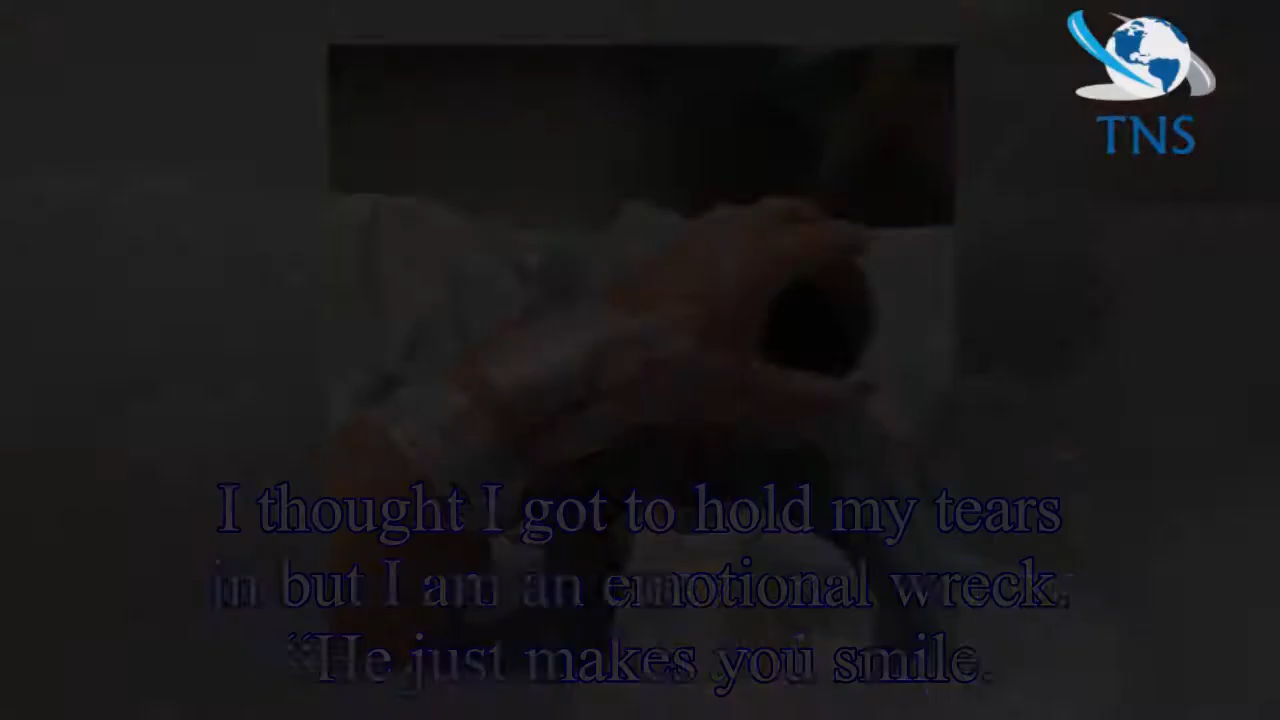 TNS
I thought I got to hold my tears
in but I am an emotional wreck.
“He just makes you smile.